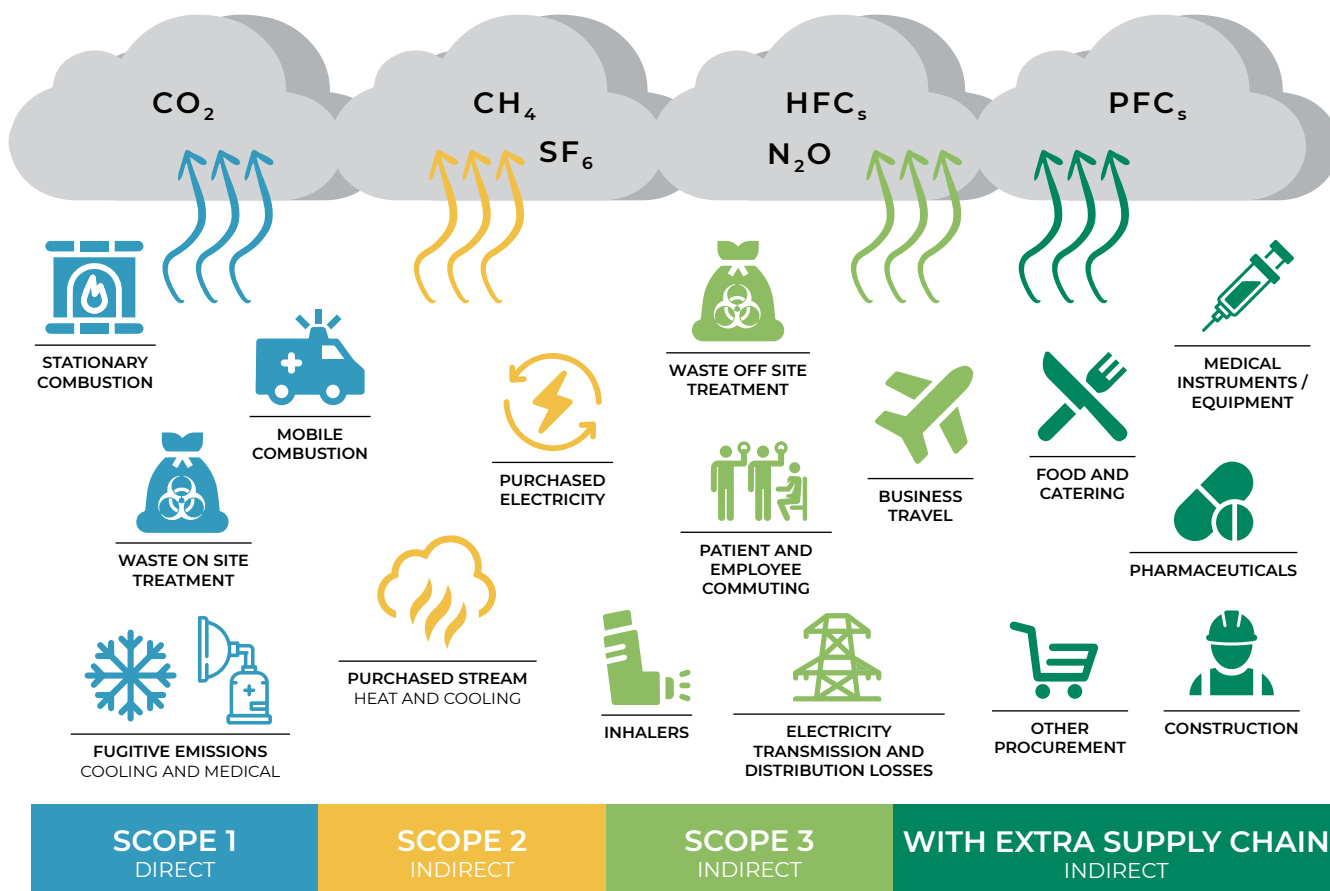 CO₂
CH₄
SF₆
HFCₛ
N₂O
PFCₛ
STATIONARY
COMBUSTION
MOBILE
COMBUSTION
WASTE ON SITE
TREATMENT
FUGITIVE EMISSIONS
COOLING AND MEDICAL
PURCHASED
ELECTRICITY
PURCHASED STREAM
HEAT AND COOLING
WASTE OFF SITE
TREATMENT
BUSINESS
TRAVEL
PATIENT AND
EMPLOYEE
COMMUTING
INHALERS
ELECTRICITY
TRANSMISSION AND
DISTRIBUTION LOSSES
MEDICAL
INSTRUMENTS /
EQUIPMENT
FOOD AND
CATERING
PHARMACEUTICALS
OTHER
PROCUREMENT
CONSTRUCTION
SCOPE 1
DIRECT
SCOPE 2
INDIRECT
SCOPE 3
INDIRECT
WITH EXTRA SUPPLY CHAIN
INDIRECT